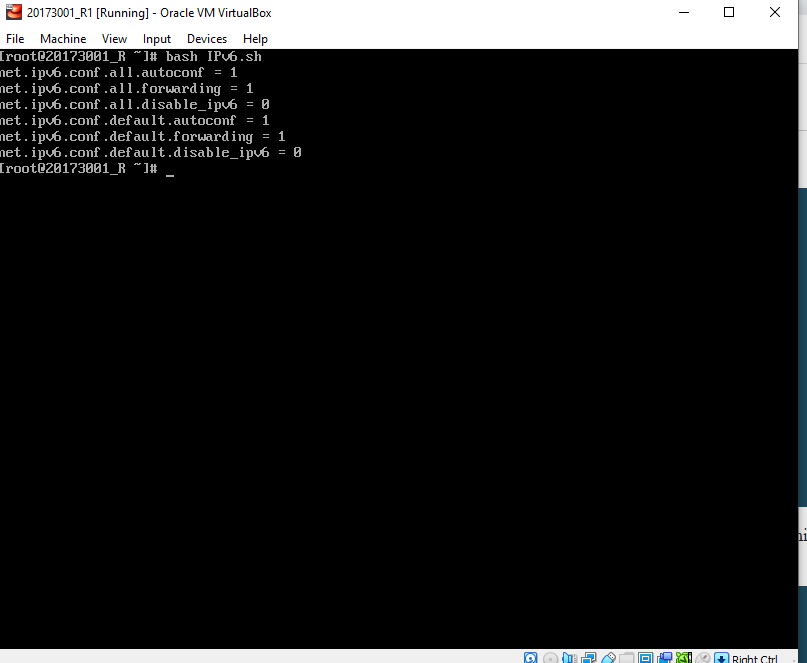 20173001_R1 [Running] - Oracle VM VirtualBox
File Machine View Input Devices Help
[root@20173001_R ~]# bash IPv6.sh
net.ipv6.conf.all.autoconf = 1
net.ipv6.conf.all.forwarding = 1
net.ipv6.conf.all.disable_ipv6 = 0
net.ipv6.conf.default.autoconf = 1
net.ipv6.conf.default.forwarding = 1
net.ipv6.conf.default.disable_ipv6 = 0
[root@20173001_R ~]# _
Right Ctrl